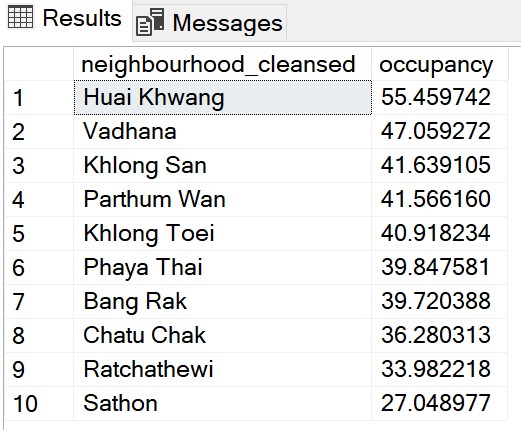 Results Messages
neighbourhood_cleansed occupancy
1 Huai Khwang 55.459742
2 Vadhana 47.059272
3 Khlong San 41.639105
4 Parthum Wan 41.566160
5 Khlong Toei 40.918234
6 Phaya Thai 39.847581
7 Bang Rak 39.720388
8 Chatu Chak 36.280313
9 Ratchathewi 33.982218
10 Sathon 27.048977